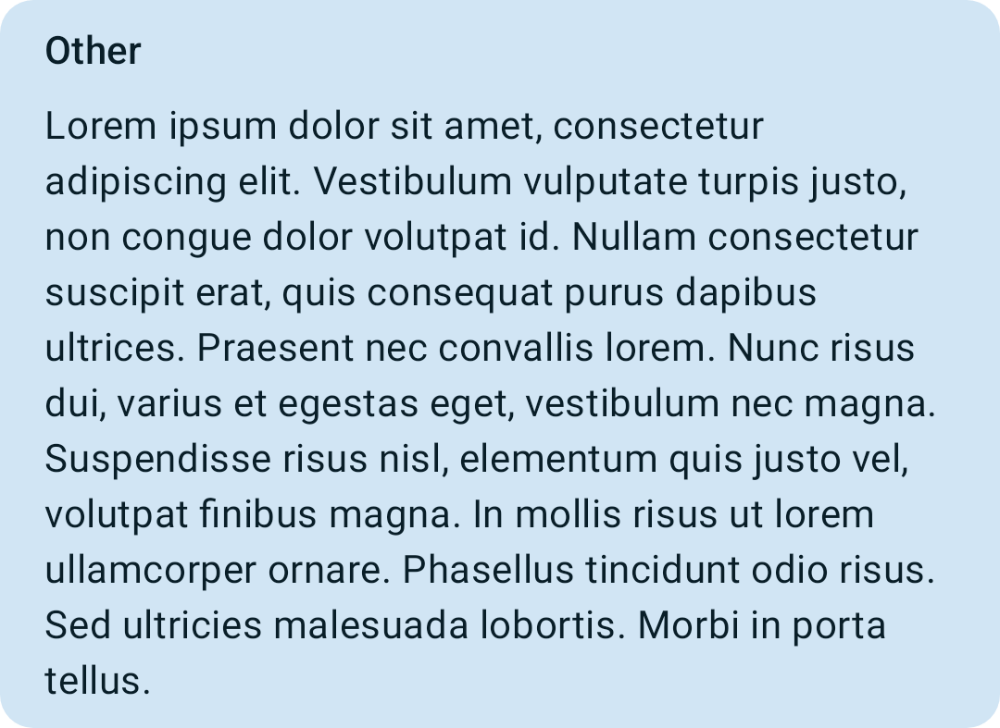 Other
Lorem ipsum dolor sit amet, consectetur
adipiscing elit. Vestibulum vulputate turpis justo,
non congue dolor volutpat id. Nullam consectetur
suscipit erat, quis consequat purus dapibus
ultrices. Praesent nec convallis lorem. Nunc risus
dui, varius et egestas eget, vestibulum nec magna.
Suspendisse risus nisl, elementum quis justo vel,
volutpat finibus magna. In mollis risus ut lorem
ullamcorper ornare. Phasellus tincidunt odio risus.
Sed ultricies malesuada lobortis. Morbi in porta
tellus.